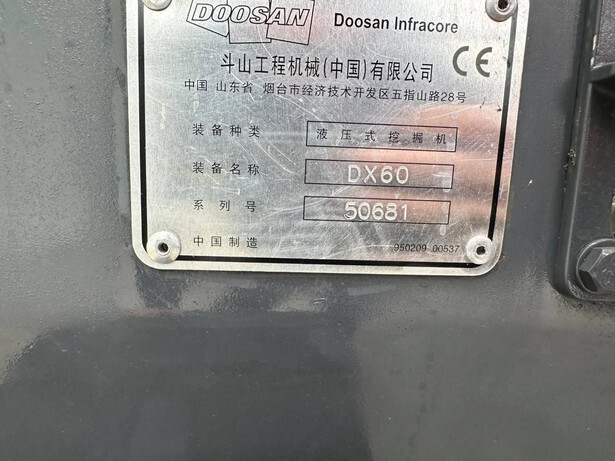 DOOSAN Doosan Infracore
斗山工程机械(中国)有限公司 CE
中国 山东省 烟台市经济技术开发区五指山路28号
装备种类 液压式挖掘机
装备名称 DX60
系列号 50681
中国制造 950209-00537